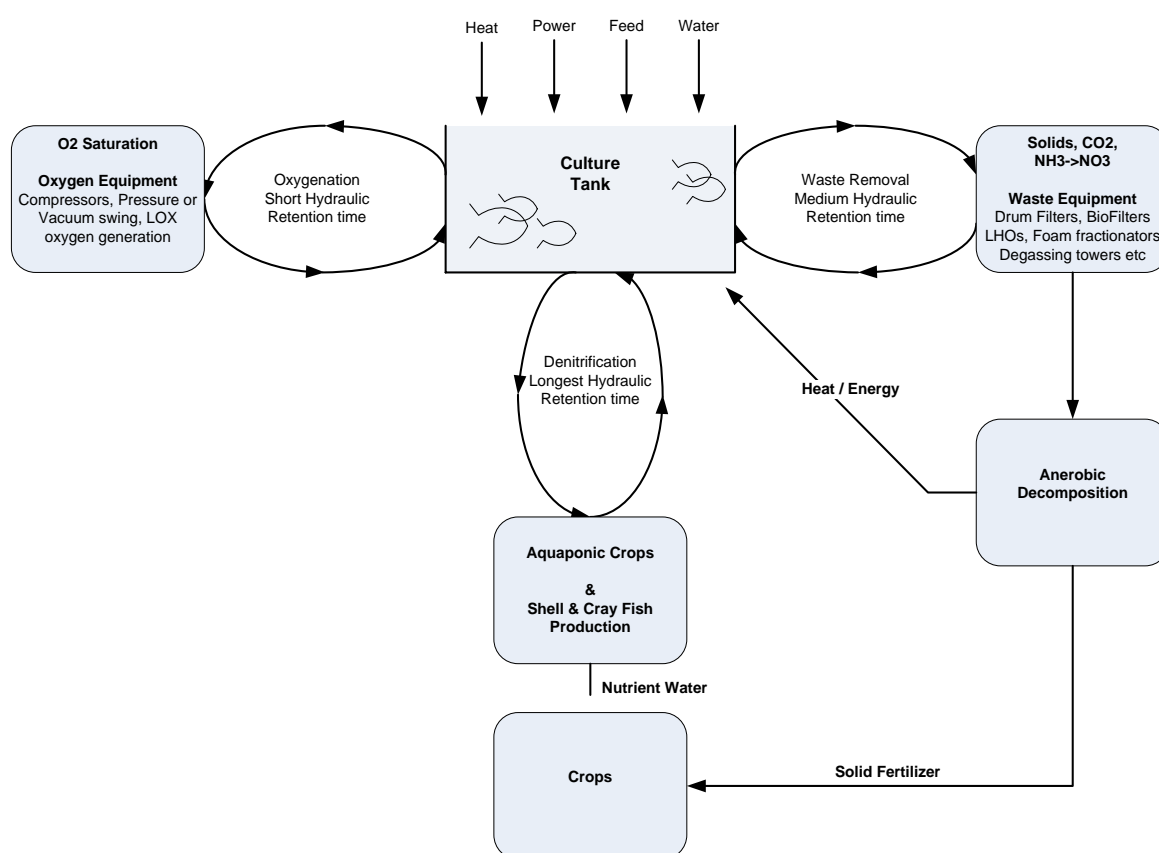 Heat
Power
Feed
Water
O2 Saturation
Oxygen Equipment
Compressors, Pressure or
Vacuum swing, LOX
oxygen generation
Oxygenation
Short Hydraulic
Retention time
Culture
Tank
Waste Removal
Medium Hydraulic
Retention time
Solids, CO2,
NH3->NO3
Waste Equipment
Drum Filters, BioFilters
LHOs, Foam fractionators
Degassing towers etc
Denitrification
Longest Hydraulic
Retention time
Heat / Energy
Anerobic
Decomposition
Aquaponic Crops
&
Shell & Cray Fish
Production
Nutrient Water
Crops
Solid Fertilizer